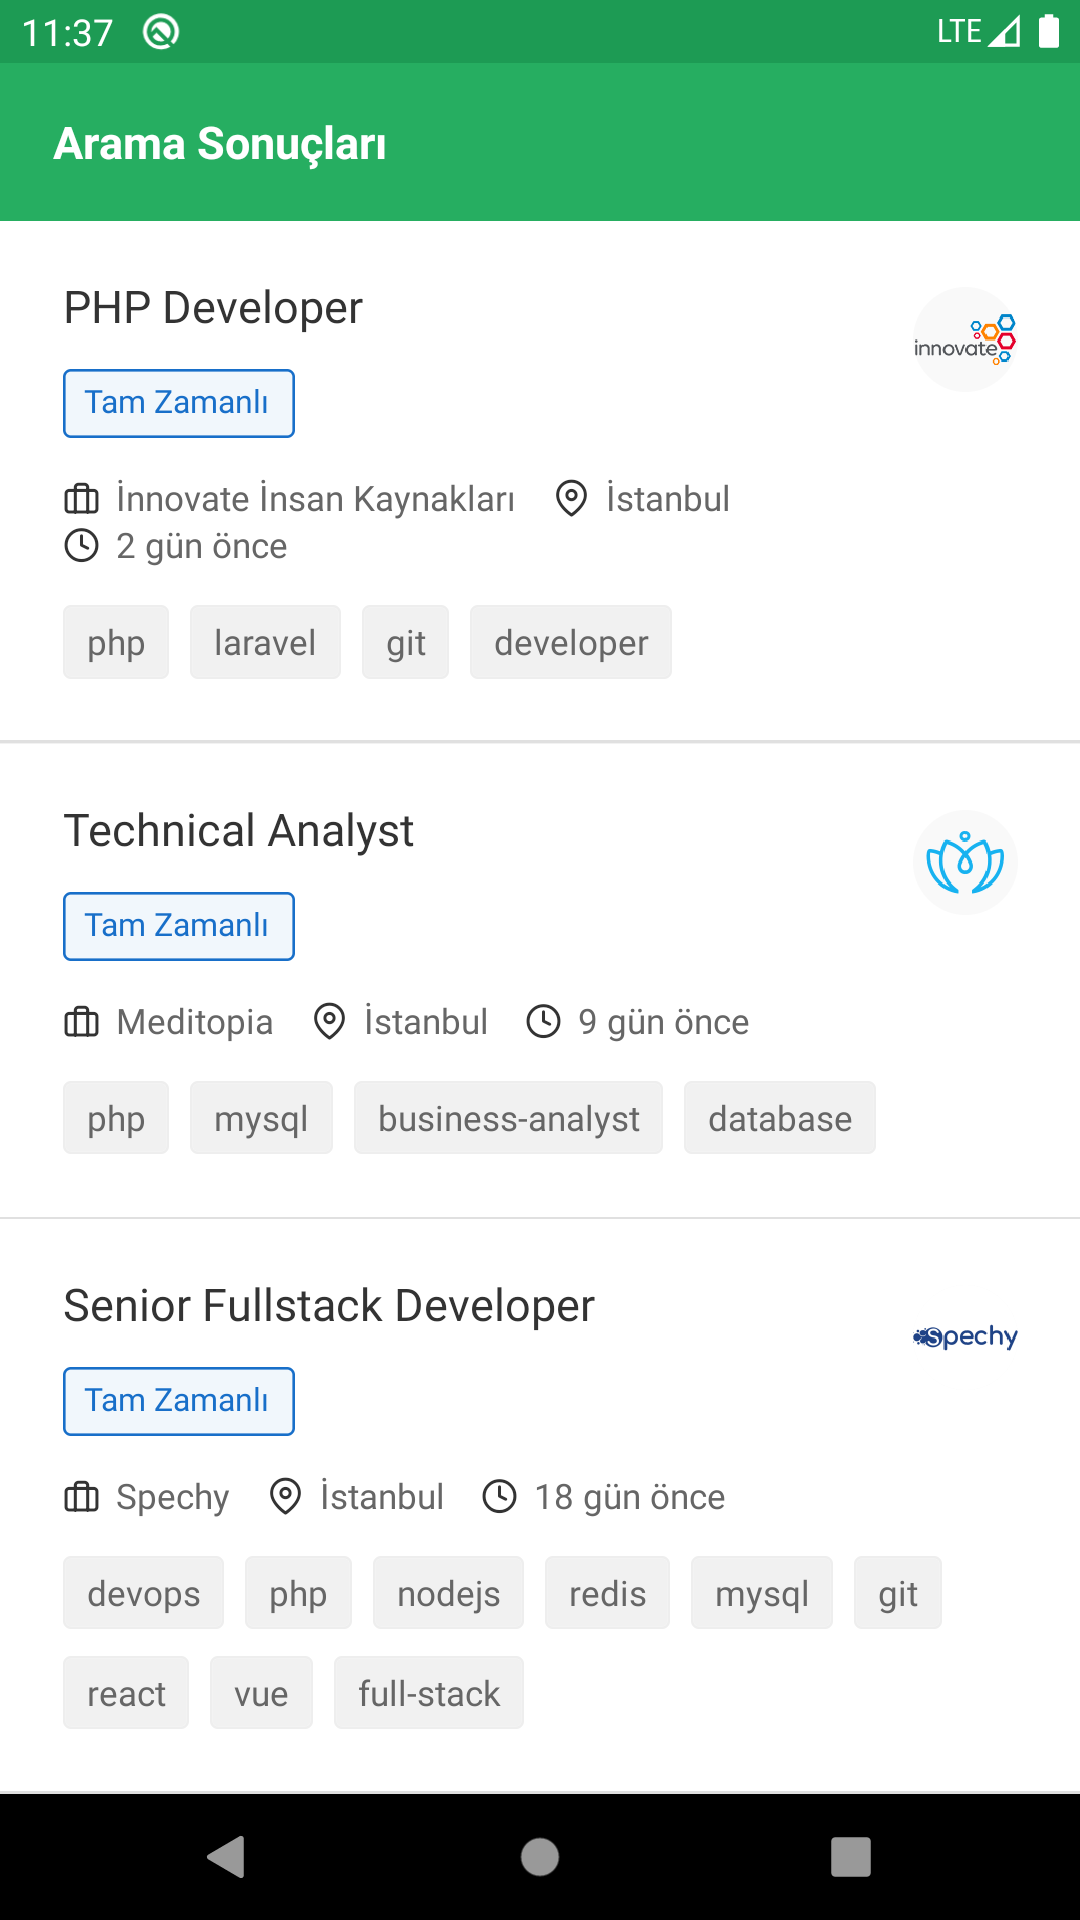 11:37 LTE
Arama Sonuçları
PHP Developer
innovate
Tam Zamanlı
İnnovate İnsan Kaynakları İstanbul
2 gün önce
php laravel git developer
Technical Analyst
Tam Zamanlı
Meditopia İstanbul 9 gün önce
php mysql business-analyst database
Senior Fullstack Developer
Spechy
Tam Zamanlı
Spechy İstanbul 18 gün önce
devops php nodejs redis mysql git
react vue full-stack